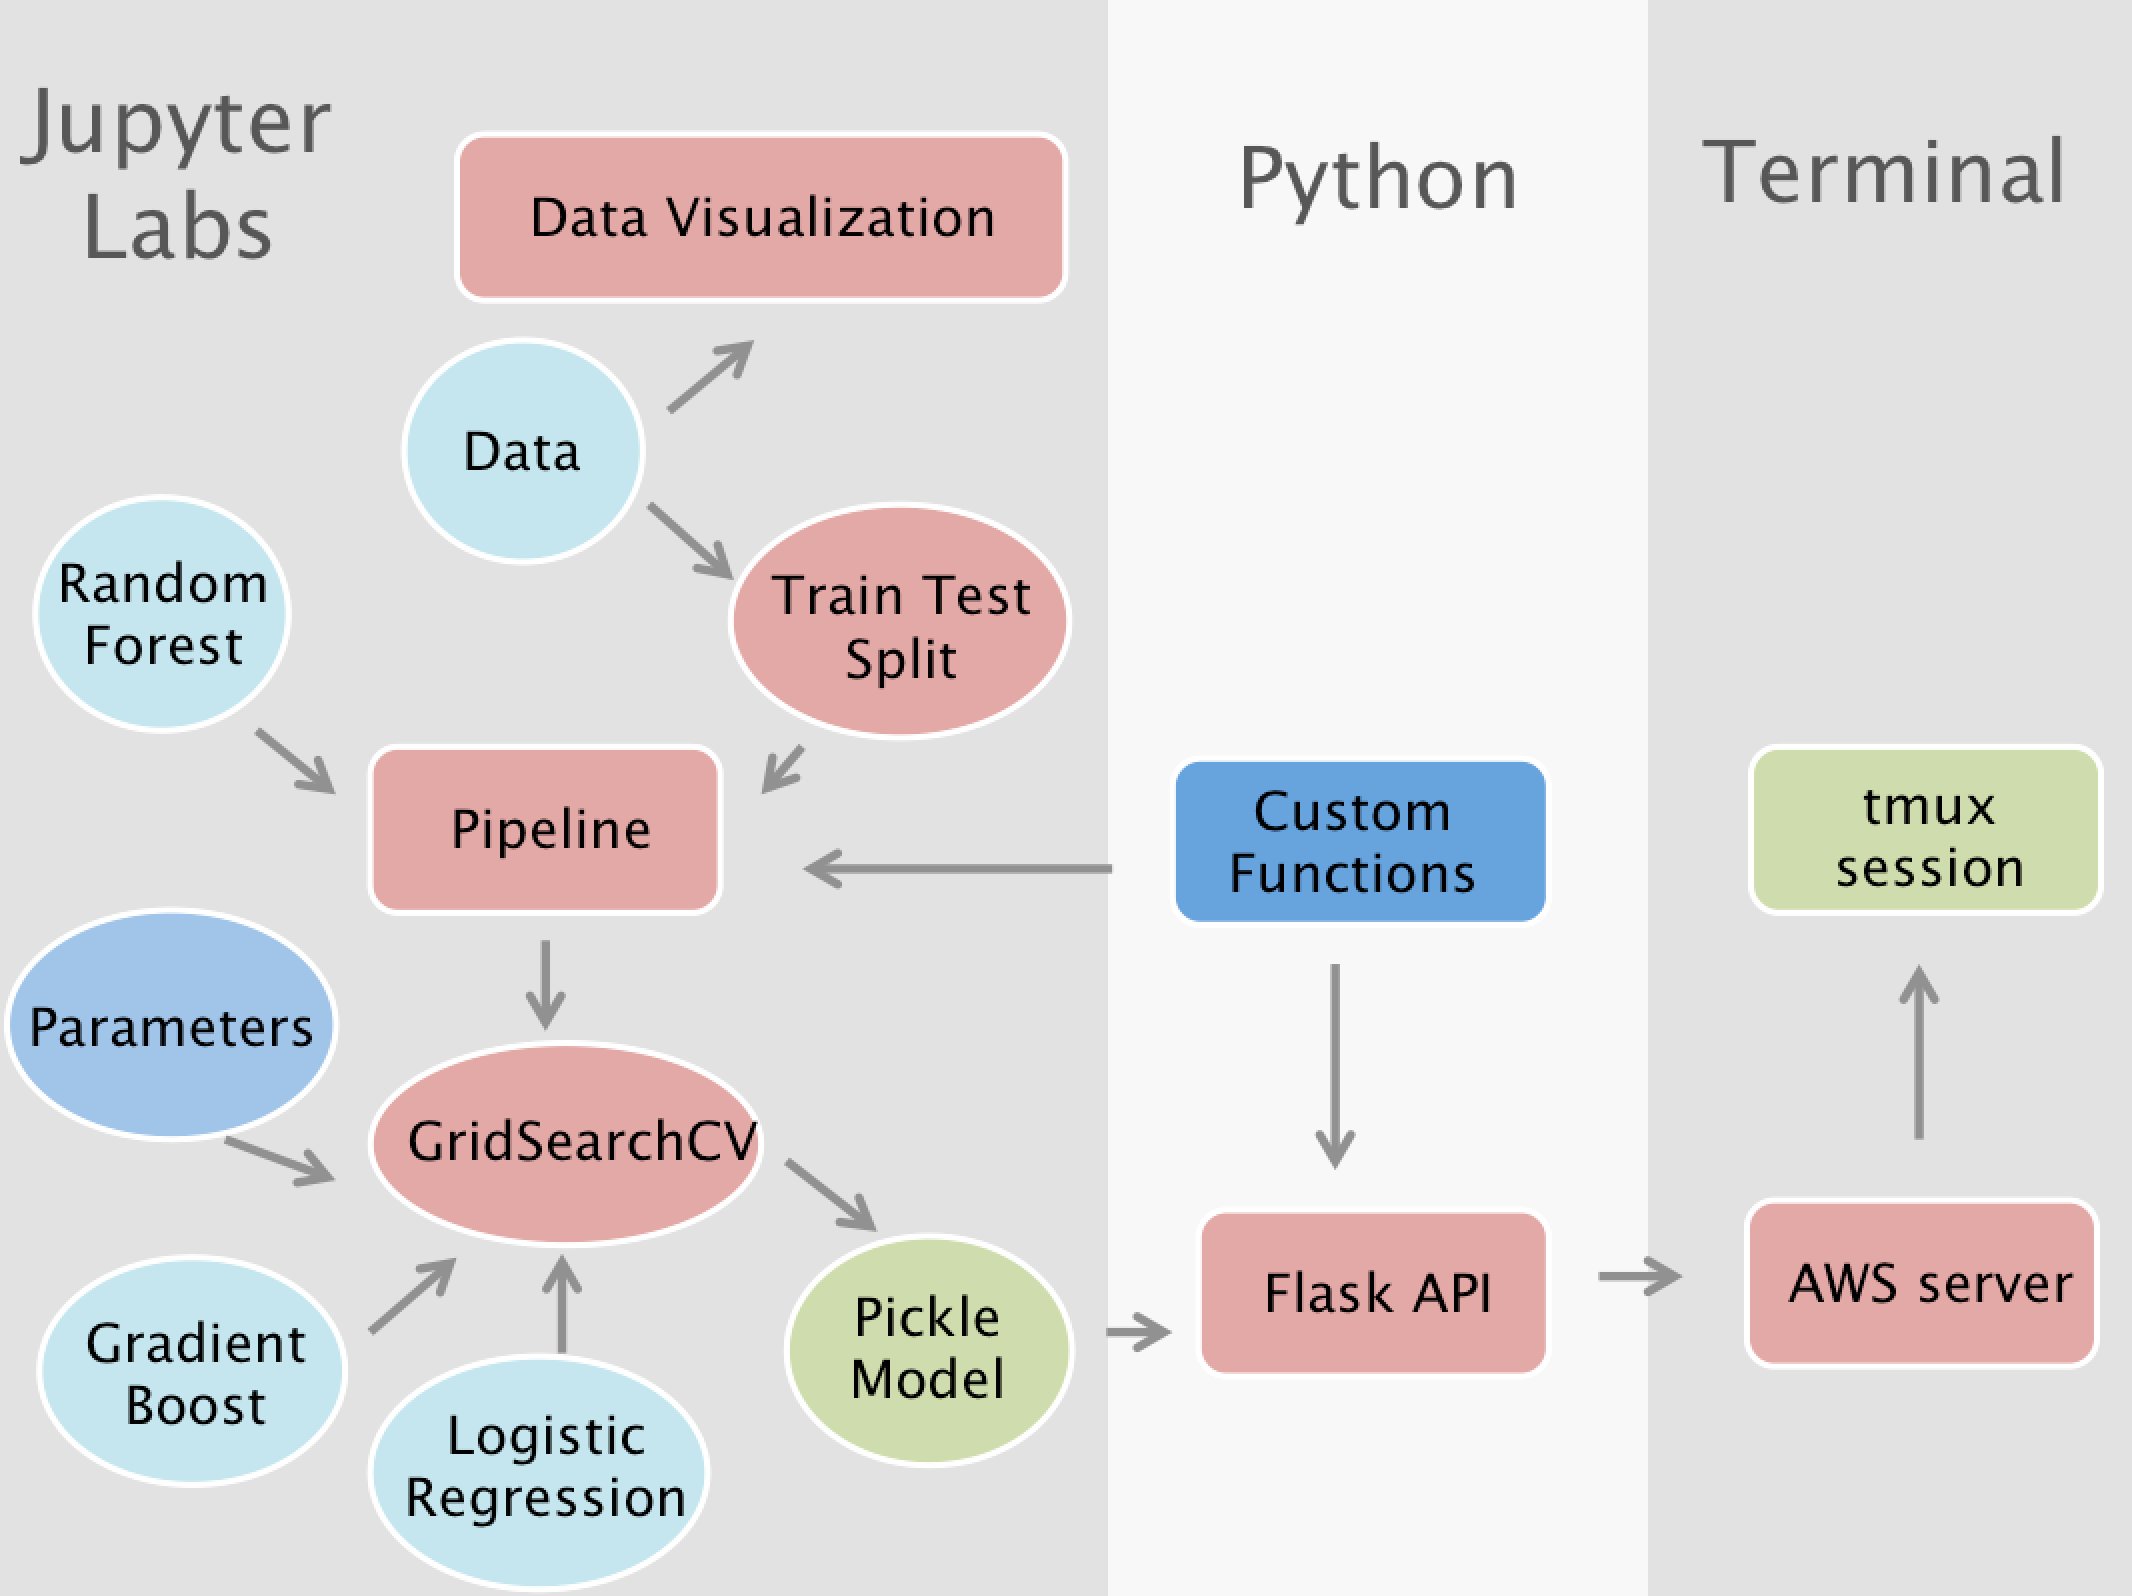 Jupyter
Labs
Python
Terminal
Data Visualization
Data
Random
Forest
Train Test
Split
Pipeline
Custom
Functions
tmux
session
Parameters
GridSearchCV
Flask API
AWS server
Gradient
Boost
Pickle
Model
Logistic
Regression